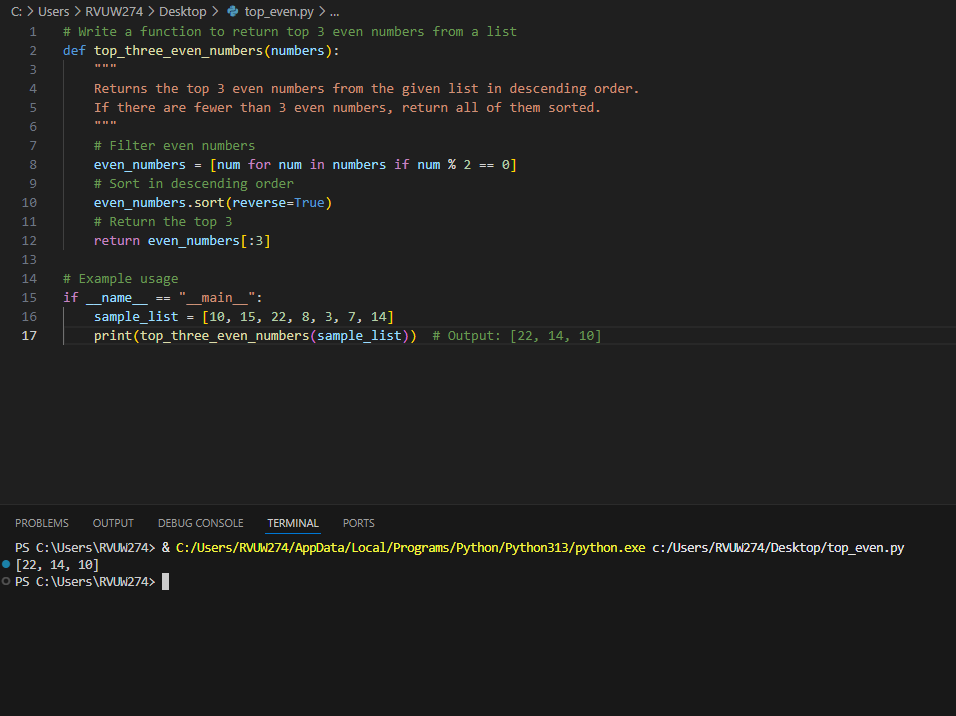 C: > Users > RVUW274 > Desktop > top_even.py > ...
1 # Write a function to return top 3 even numbers from a list
2 def top_three_even_numbers(numbers):
3     """
4     Returns the top 3 even numbers from the given list in descending order.
5     If there are fewer than 3 even numbers, return all of them sorted.
6     """
7     # Filter even numbers
8     even_numbers = [num for num in numbers if num % 2 == 0]
9     # Sort in descending order
10     even_numbers.sort(reverse=True)
11     # Return the top 3
12     return even_numbers[:3]
13
14 # Example usage
15 if __name__ == "__main__":
16     sample_list = [10, 15, 22, 8, 3, 7, 14]
17     print(top_three_even_numbers(sample_list))  # Output: [22, 14, 10]
PROBLEMS OUTPUT DEBUG CONSOLE TERMINAL PORTS
PS C:\Users\RVUW274> & C:/Users/RVUW274/AppData/Local/Programs/Python/Python313/python.exe c:/Users/RVUW274/Desktop/top_even.py
[22, 14, 10]
PS C:\Users\RVUW274>